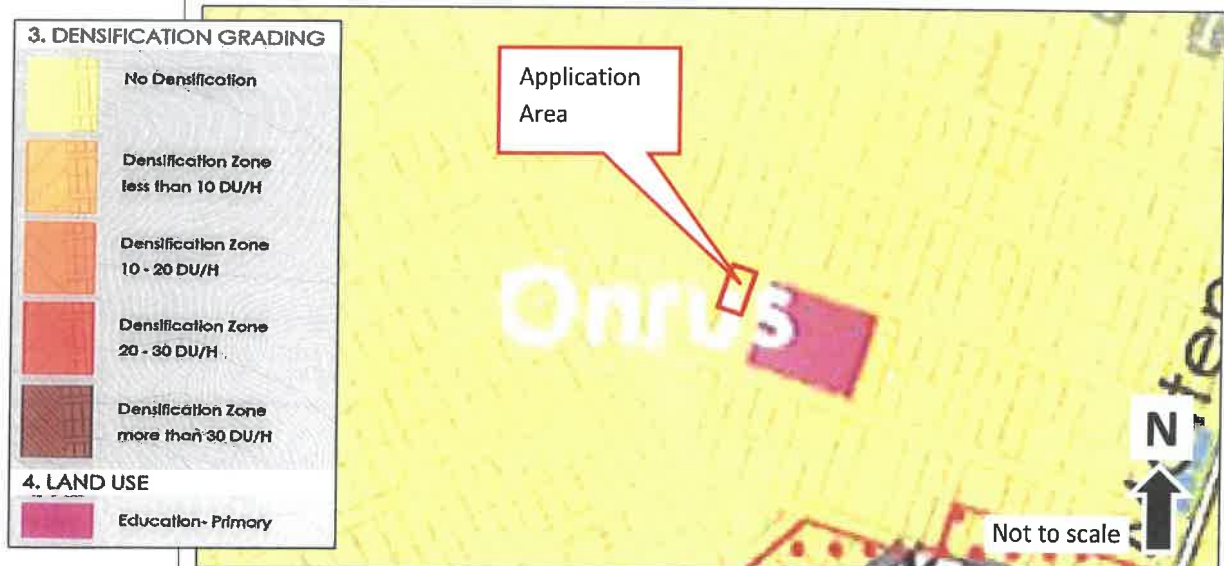 3. DENSIFICATION GRADING
No Densification
Densification Zone
less than 10 DU/H
Densification Zone
10 - 20 DU/H
Densification Zone
20 - 30 DU/H
Densification Zone
more than 30 DU/H
4. LAND USE
Education- Primary
Application
Area
Onrus
N
Not to scale